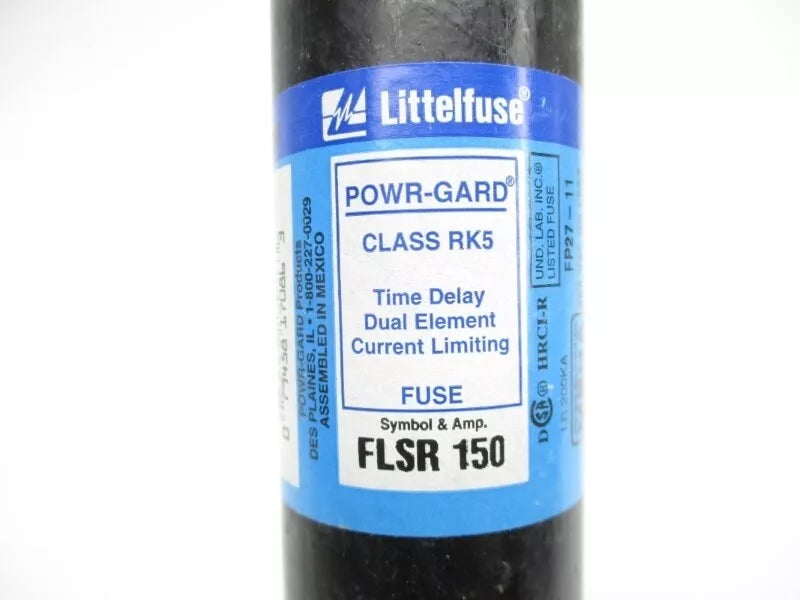 Littelfuse®
POWR-GARD®
CLASS RK5
Time Delay
Dual Element
Current Limiting
FUSE
Symbol & Amp.
FLSR 150
POWR-GARD Products
DES PLAINES, IL • 1-800-227-0029
ASSEMBLED IN MEXICO
UND. LAB. INC.®
LISTED FUSE
FP27-11
HRCI-R
I.R. 200KA